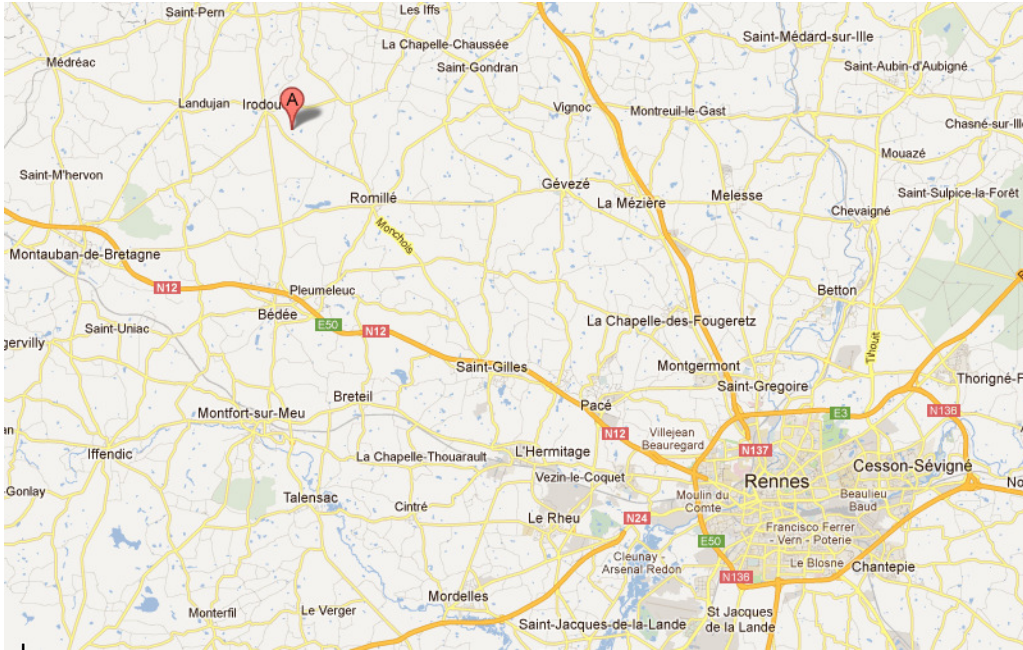 Saint-Pern
Les Iffs
La Chapelle-Chaussée
Saint-Médard-sur-Ille
Médréac
Saint-Gondran
Saint-Aubin-d'Aubigné
Landujan
Irodou
A
Vignoc
Montreuil-le-Gast
Chasné-sur-Ille
Mouazé
Saint-M'hervon
Gévezé
Romillé
La Mézière
Melesse
Saint-Sulpice-la-Forêt
Chevaigné
Monchois
Montauban-de-Bretagne
N12
Pleumeleuc
Betton
Bédée
E50
N12
Saint-Uniac
La Chapelle-des-Fougeretz
gervilly
Tihouit
Saint-Gilles
Montgermont
Saint-Gregoire
Thorigné-F
Breteil
Pacé
Montfort-sur-Meu
E3
N136
N12
Villejean
Beauregard
Iffendic
La Chapelle-Thouarault
L'Hermitage
N137
Cesson-Sévigné
Vezin-le-Coquet
Rennes
No
-Gonlay
Talensac
Moulin du
Comte
Beaulieu
Baud
Cintré
Le Rheu
N24
Francisco Ferrer
- Vern - Poterie
E50
Cleunay -
Arsenal Redon
Le Blosne
Chantepie
N136
Mordelles
Monterfil
Le Verger
Saint-Jacques-de-la-Lande
St Jacques
de la Lande